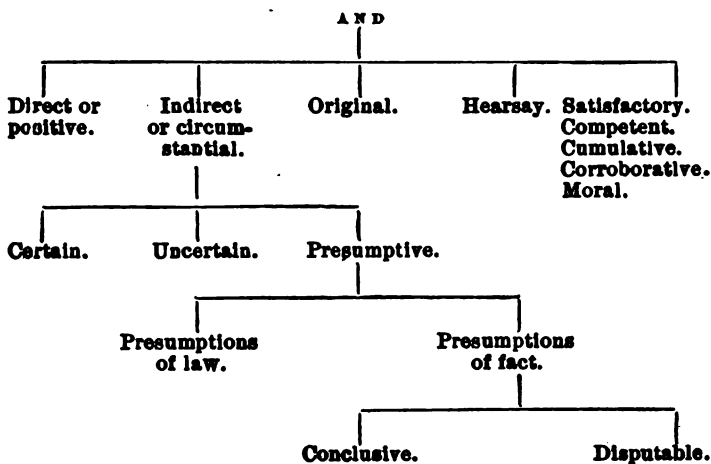 AND
Direct or positive.
Indirect or circum-
stantial.
Original.
Hearsay.
Satisfactory.
Competent.
Cumulative.
Corroborative.
Moral.
Certain.
Uncertain.
Presumptive.
Presumptions
of law.
Presumptions
of fact.
Conclusive.
Disputable.